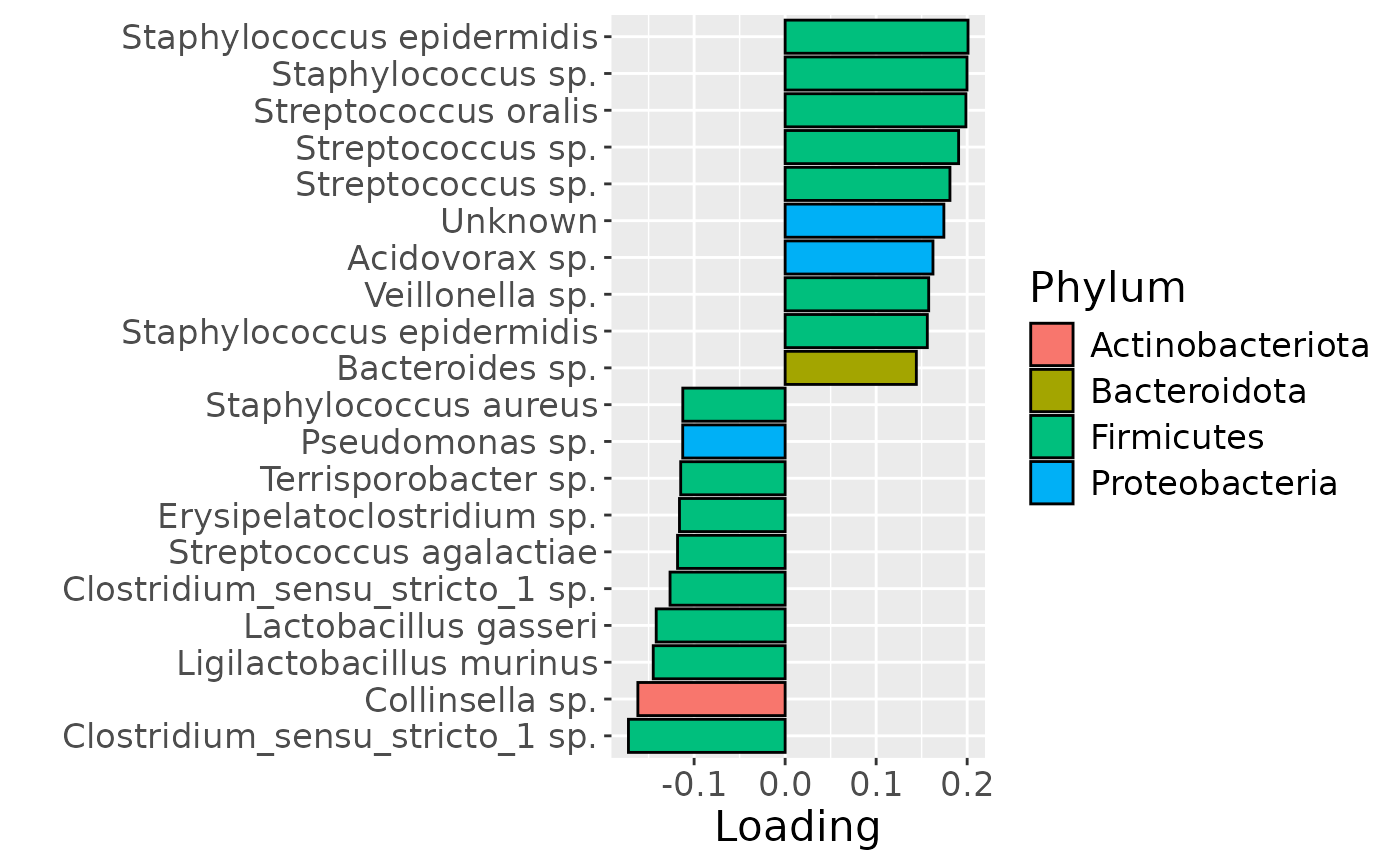 Staphylococcus epidermidis
Staphylococcus sp.
Streptococcus oralis
Streptococcus sp.
Streptococcus sp.
Unknown
Acidovorax sp.
Veillonella sp.
Staphylococcus epidermidis
Bacteroides sp.
Staphylococcus aureus
Pseudomonas sp.
Terrisporobacter sp.
Erysipelatoclostridium sp.
Streptococcus agalactiae
Clostridium_sensu_stricto_1 sp.
Lactobacillus gasseri
Ligilactobacillus murinus
Collinsella sp.
Clostridium_sensu_stricto_1 sp.
-0.1 0.0 0.1 0.2
Loading
Phylum
Actinobacteriota
Bacteroidota
Firmicutes
Proteobacteria